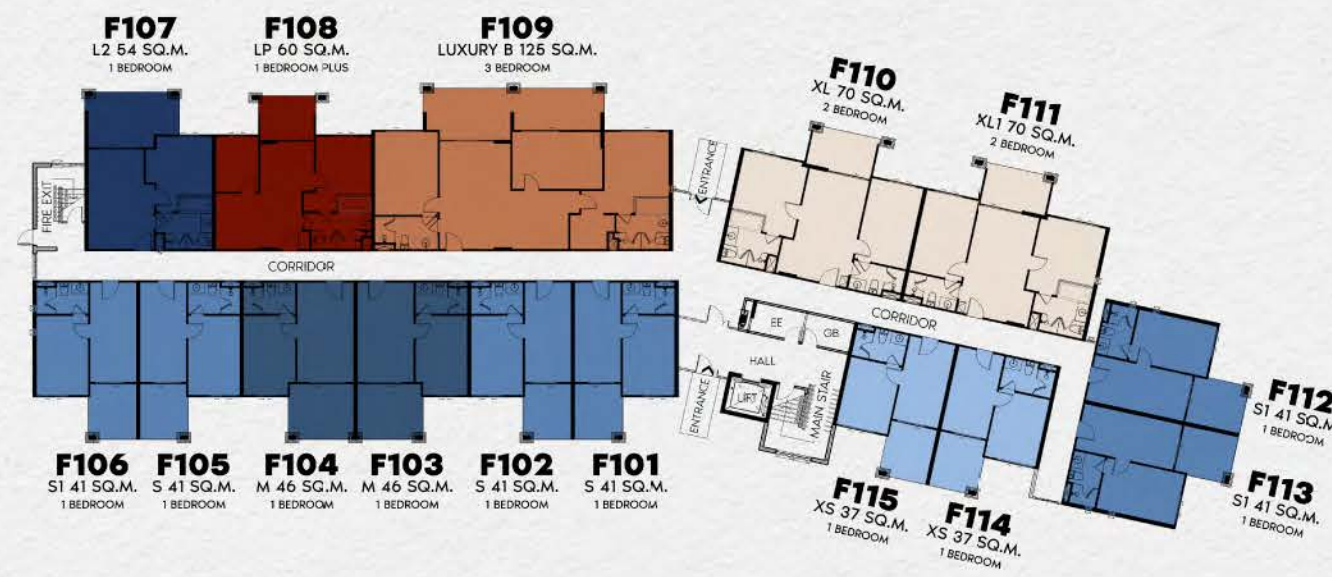 F107
L2 54 SQ.M.
1 BEDROOM
F108
LP 60 SQ.M.
1 BEDROOM PLUS
F109
LUXURY B 125 SQ.M.
3 BEDROOM
F110
XL 70 SQ.M.
2 BEDROOM
F111
XL1 70 SQ.M.
2 BEDROOM
FIRE EXIT
ENTRANCE
CORRIDOR
CORRIDOR
EE
GB
HALL
LIFT
MAIN STAIR
ENTRANCE
F112
S1 41 SQ.M.
1 BEDROOM
F113
S1 41 SQ.M.
1 BEDROOM
F106
S1 41 SQ.M.
1 BEDROOM
F105
S 41 SQ.M.
1 BEDROOM
F104
M 46 SQ.M.
1 BEDROOM
F103
M 46 SQ.M.
1 BEDROOM
F102
S 41 SQ.M.
1 BEDROOM
F101
S 41 SQ.M.
1 BEDROOM
F115
XS 37 SQ.M.
1 BEDROOM
F114
XS 37 SQ.M.
1 BEDROOM